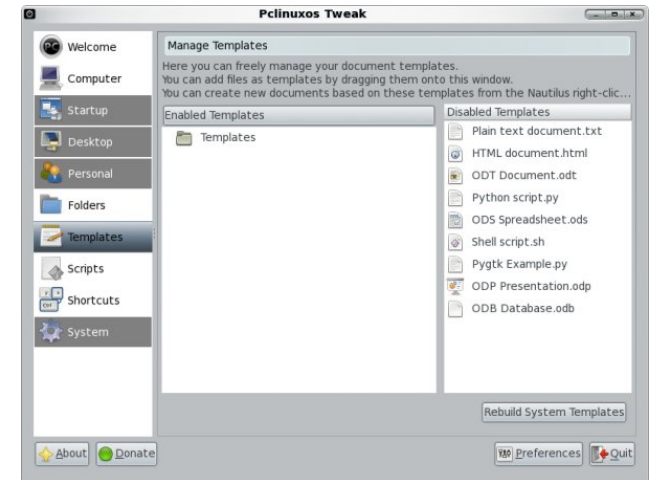 Pclinuxos Tweak
Welcome
Computer
Startup
Desktop
Personal
Folders
Templates
Scripts
Shortcuts
System
Manage Templates
Here you can freely manage your document templates.
You can add files as templates by dragging them onto this window.
You can create new documents based on these templates from the Nautilus right-clic...
Enabled Templates
Templates
Disabled Templates
Plain text document.txt
HTML document.html
ODT Document.odt
Python script.py
ODS Spreadsheet.ods
Shell script.sh
Pygtk Example.py
ODP Presentation.odp
ODB Database.odb
Rebuild System Templates
About
Donate
Preferences
Quit